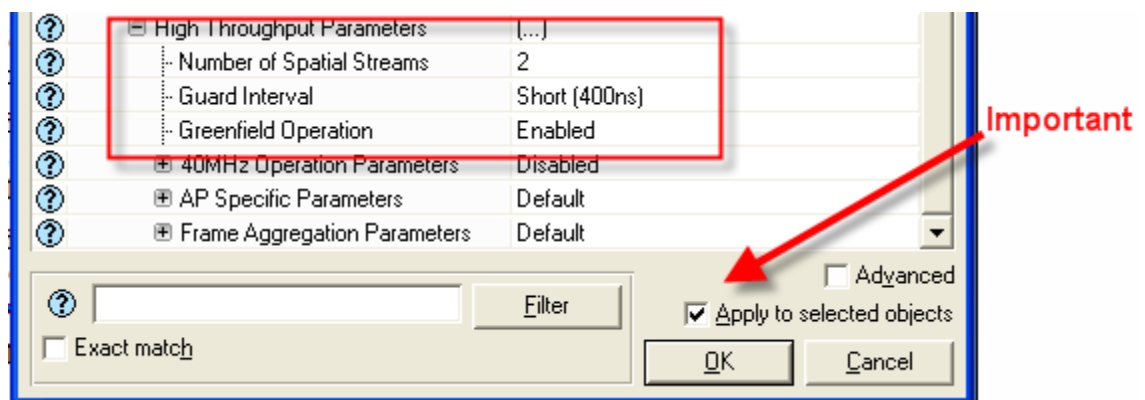 High Throughput Parameters (...)
Number of Spatial Streams 2
Guard Interval Short (400ns)
Greenfield Operation Enabled
Important
40MHz Operation Parameters Disabled
AP Specific Parameters Default
Frame Aggregation Parameters Default
Advanced
Filter
Apply to selected objects
Exact match
OK Cancel